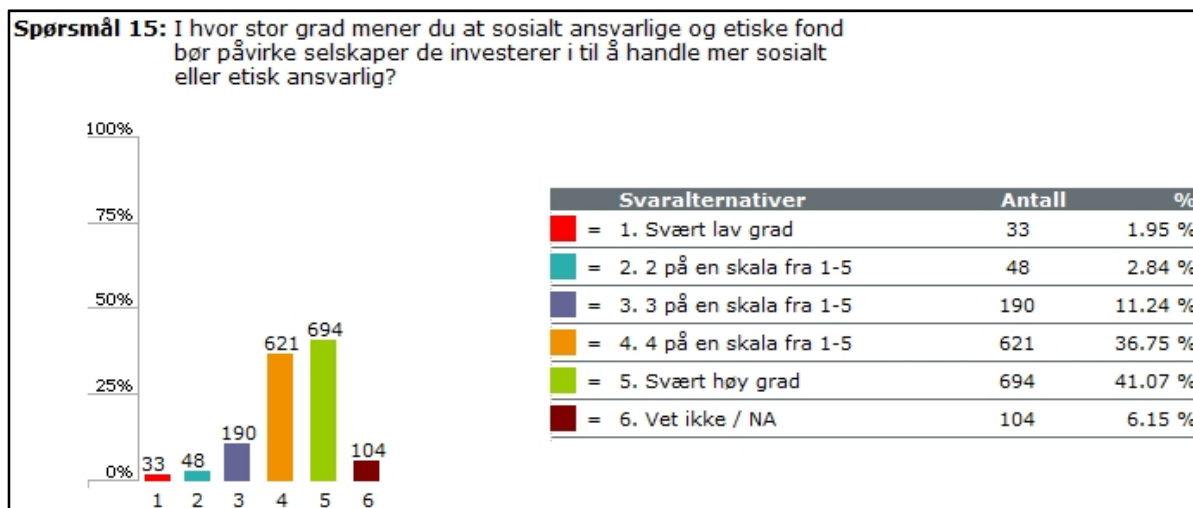 Spørsmål 15: I hvor stor grad mener du at sosialt ansvarlige og etiske fond
bør påvirke selskaper de investerer i til å handle mer sosialt
eller etisk ansvarlig?
100%
75%
50%
25%
0%
33 48 190 621 694 104
1 2 3 4 5 6
Svaralternativer Antall %
= 1. Svært lav grad 33 1.95 %
= 2. 2 på en skala fra 1-5 48 2.84 %
= 3. 3 på en skala fra 1-5 190 11.24 %
= 4. 4 på en skala fra 1-5 621 36.75 %
= 5. Svært høy grad 694 41.07 %
= 6. Vet ikke / NA 104 6.15 %